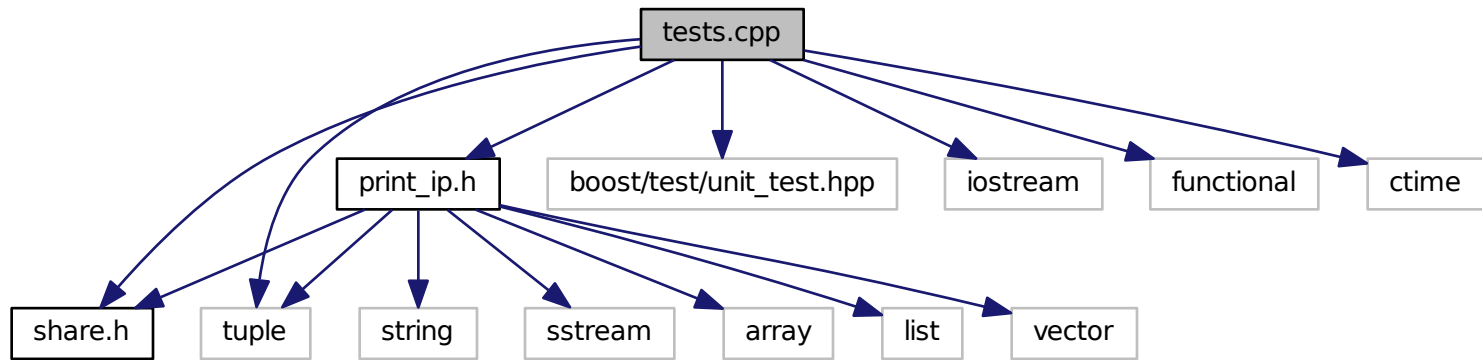 tests.cpp
print_ip.h
boost/test/unit_test.hpp
iostream
functional
ctime
share.h
tuple
string
sstream
array
list
vector